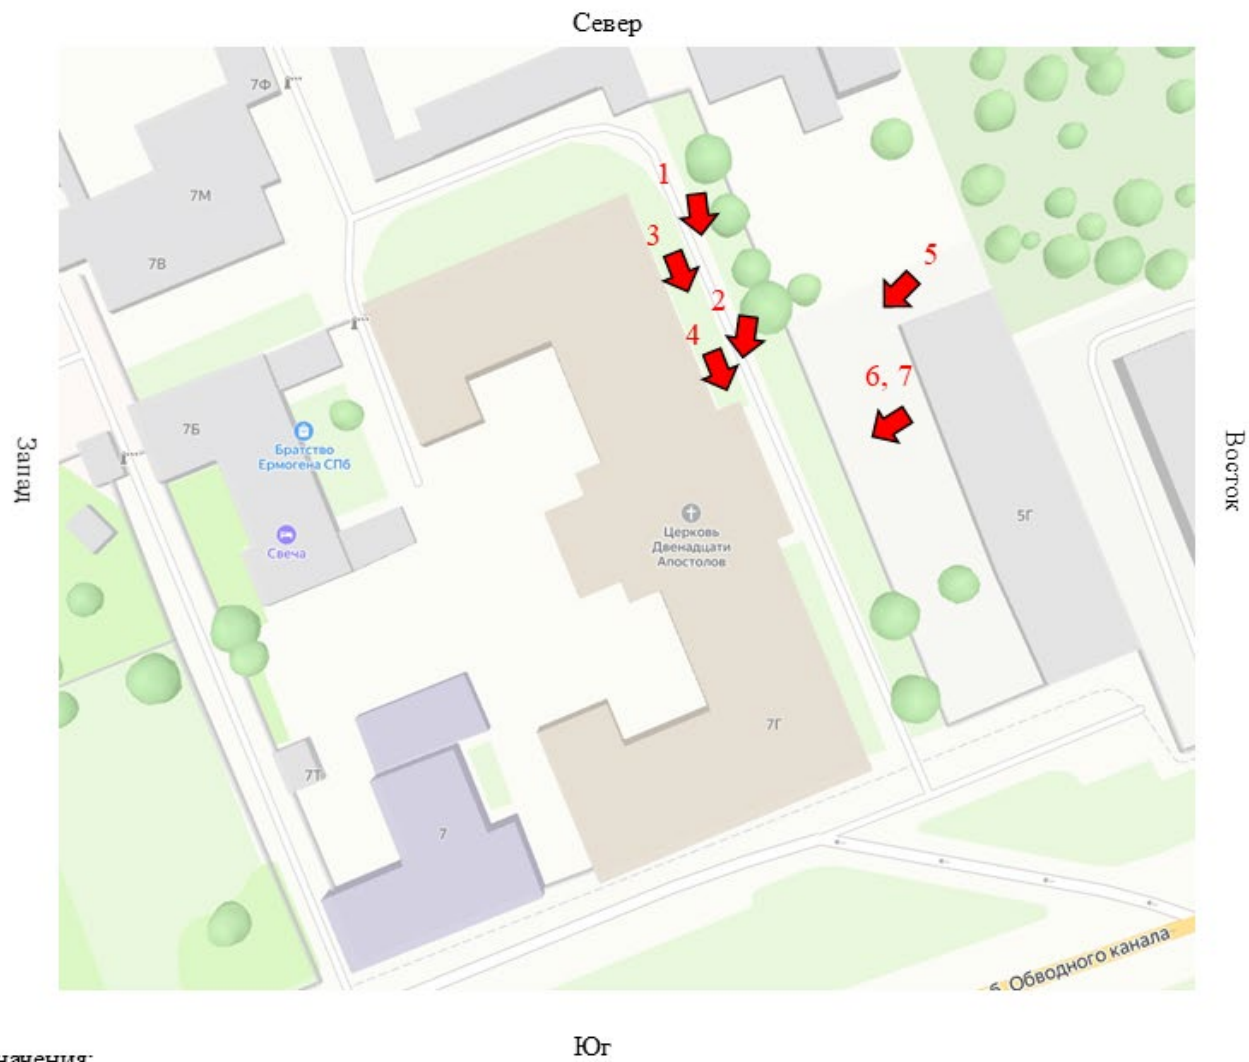 Север
7Ф
1
7М
3
5
7В
2
4
6, 7
Запад
Восток
7Б
Братство
Ермогена СПб
5Г
Церковь
Двенадцати
Апостолов
Свеча
7Г
7Т
7
б. Обводного канала
Юг
начения: